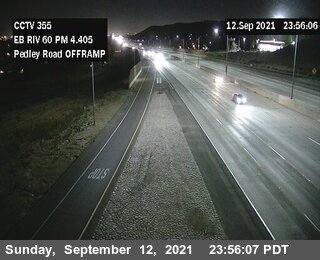 CCTV 355
EB RIV 60 PM 4.405
Pedley Road OFFRAMP
12.Sep 2021 23:56:06
STOP
Sunday, September 12, 2021 23:56:07 PDT